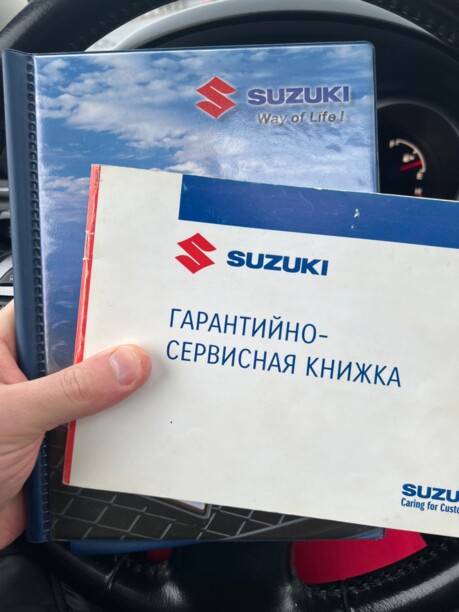 SUZUKI
Way of Life!
SUZUKI
ГАРАНТИЙНО-
СЕРВИСНАЯ КНИЖКА
SUZU
Caring for Custo